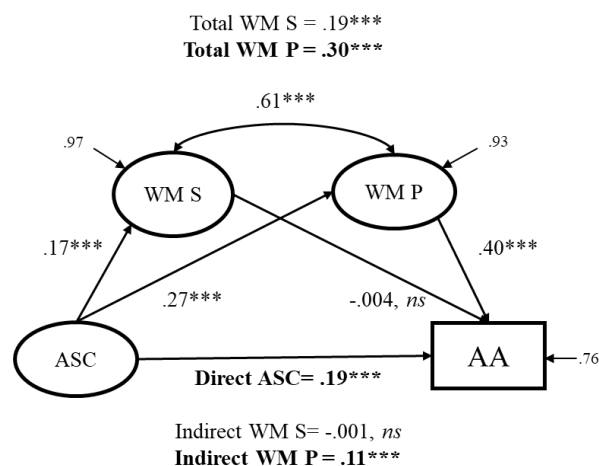 Total WM S = .19***
Total WM P = .30***
.61***
.97
.93
WM S
WM P
.17***
.27***
-.004, ns
.40***
ASC
AA
.76
Direct ASC= .19***
Indirect WM S= -.001, ns
Indirect WM P = .11***